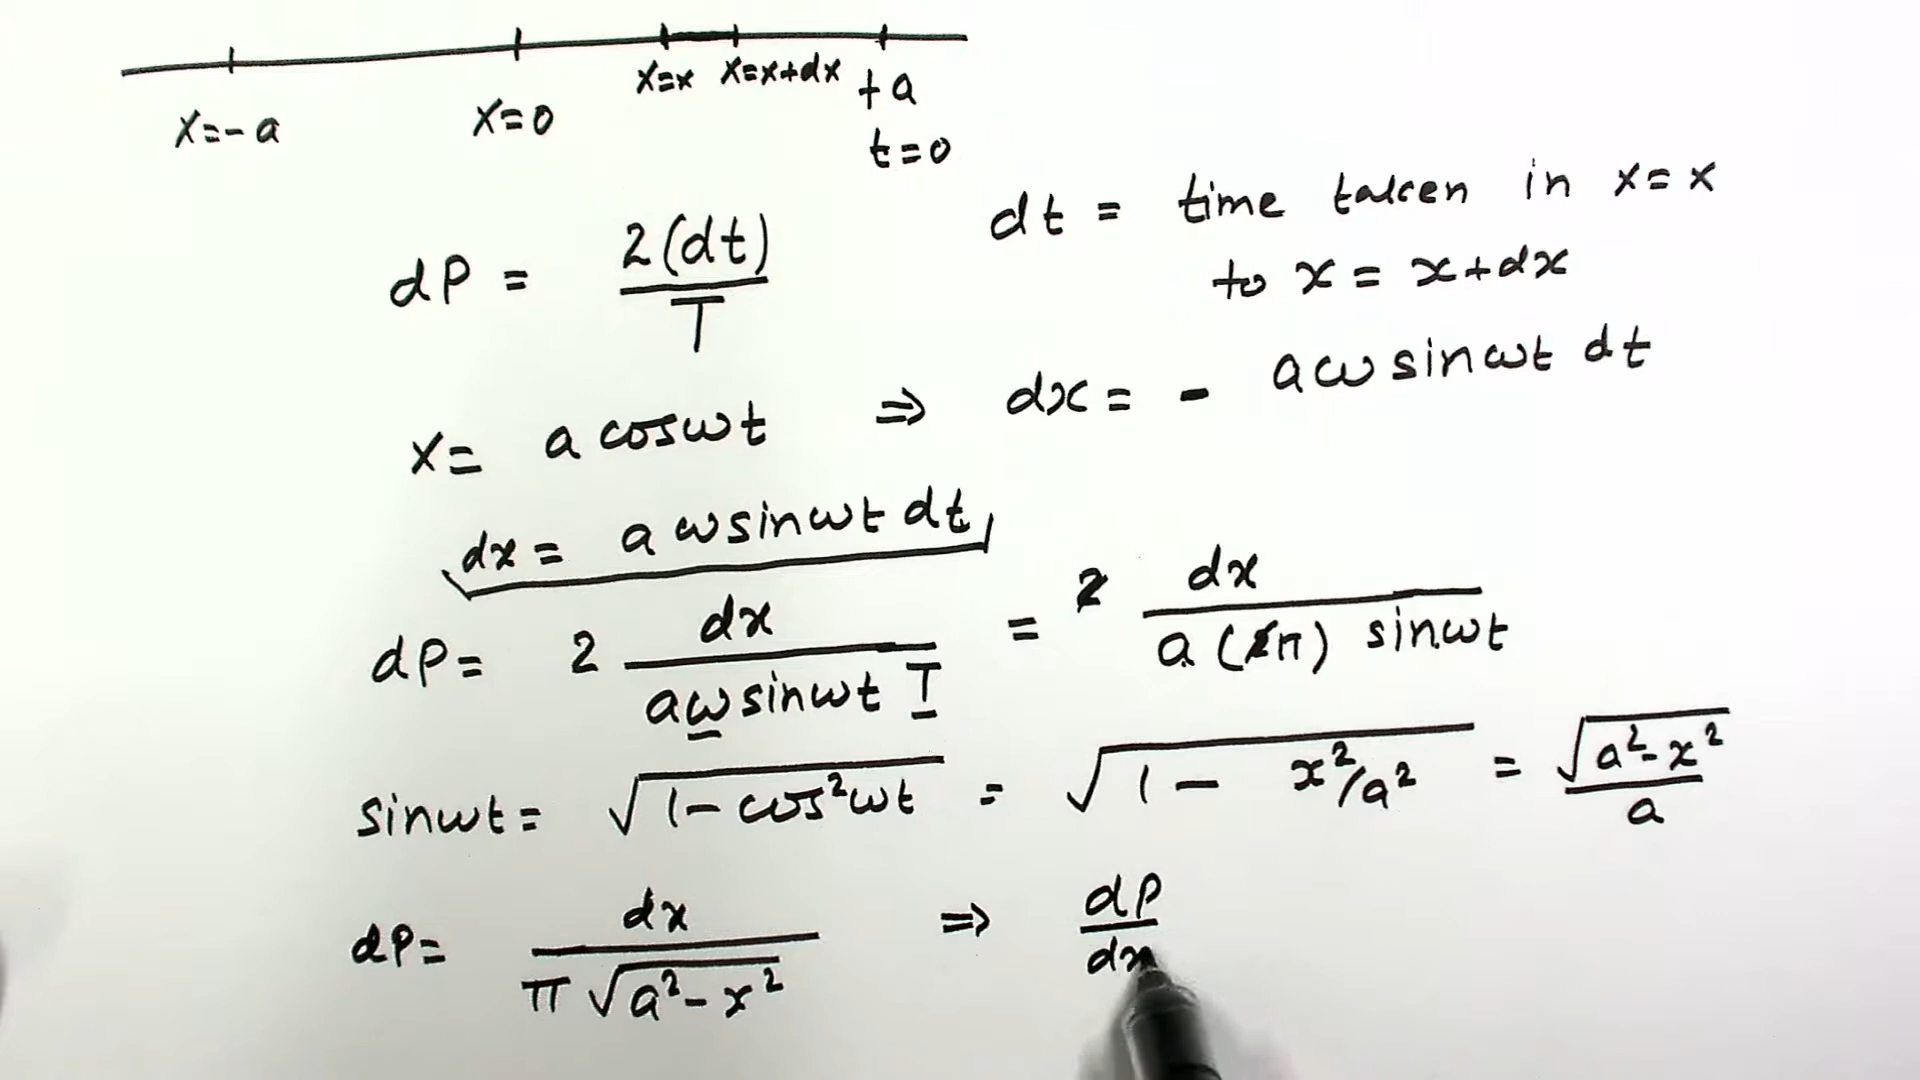 x=-a x=0 x=x x=x+dx +a
t=0
dt = time taken in x=x
to x = x+dx
dP = 2(dt)/T
x= a cosωt ⇒ dx= - aω sinωt dt
dx = a ω sinωt dt
dP= 2 dx/(aω sinωt T) = 2 dx/(a (2π) sinωt)
sinωt= √(1-cos²ωt) = √(1 - x²/a²) = √(a²-x²)/a
dP= dx/(π √(a²-x²)) ⇒ dP/dx